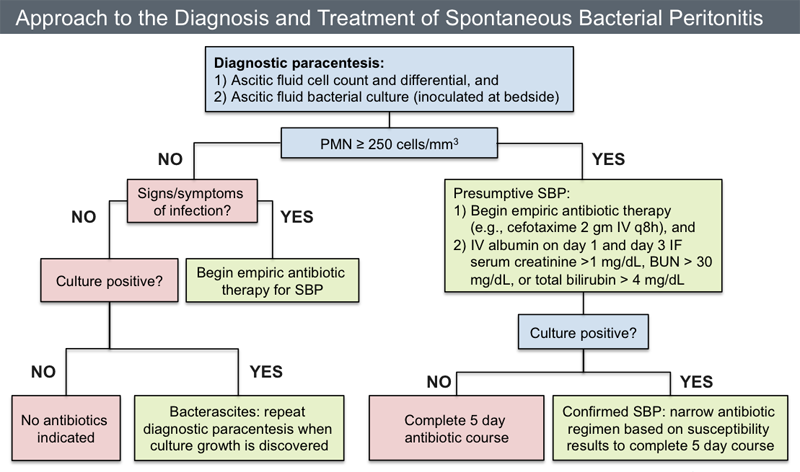 Approach to the Diagnosis and Treatment of Spontaneous Bacterial Peritonitis
Diagnostic paracentesis:
1) Ascitic fluid cell count and differential, and
2) Ascitic fluid bacterial culture (inoculated at bedside)
PMN ≥ 250 cells/mm³
NO
YES
Signs/symptoms
of infection?
Presumptive SBP:
1) Begin empiric antibiotic therapy
(e.g., cefotaxime 2 gm IV q8h), and
2) IV albumin on day 1 and day 3 IF
serum creatinine >1 mg/dL, BUN > 30
mg/dL, or total bilirubin > 4 mg/dL
NO
YES
Culture positive?
Begin empiric antibiotic
therapy for SBP
Culture positive?
NO
YES
NO
YES
No antibiotics
indicated
Bacterascites: repeat
diagnostic paracentesis when
culture growth is discovered
Complete 5 day
antibiotic course
Confirmed SBP: narrow antibiotic
regimen based on susceptibility
results to complete 5 day course